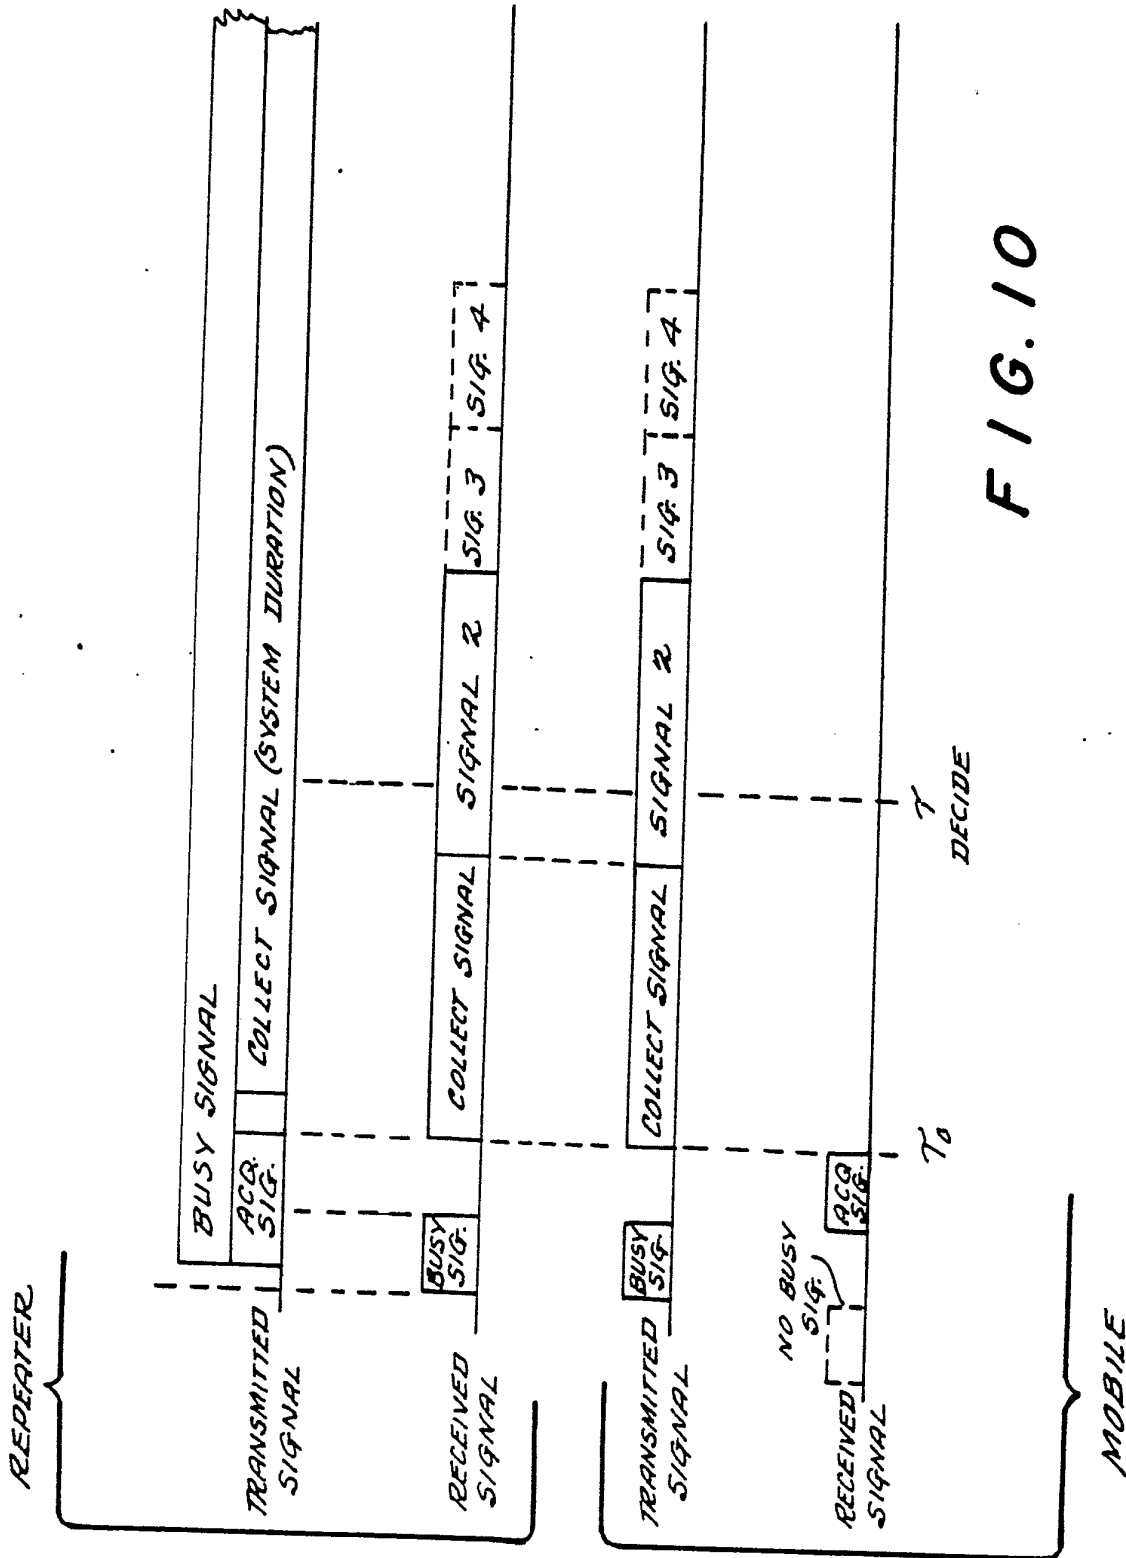 REPEATER
TRANSMITTED
SIGNAL
BUSY SIGNAL
ACQ.
SIG.
COLLECT SIGNAL (SYSTEM DURATION)
RECEIVED
SIGNAL
BUSY
SIG.
COLLECT SIGNAL
SIGNAL 2
SIG. 3
SIG. 4
TRANSMITTED
SIGNAL
BUSY
SIG.
COLLECT SIGNAL
SIGNAL 2
SIG. 3
SIG. 4
RECEIVED
SIGNAL
NO BUSY
SIG.
ACQ
SIG.
T0
T
DECIDE
MOBILE
FIG. 10